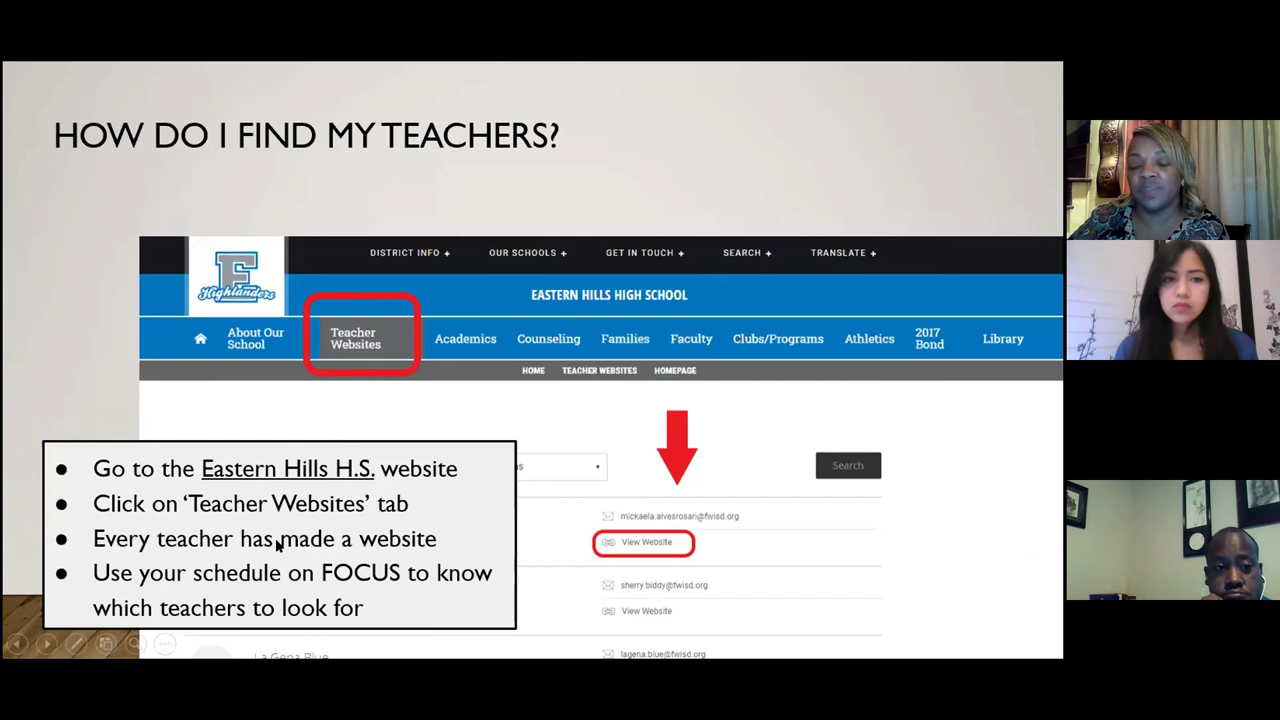 HOW DO I FIND MY TEACHERS?
DISTRICT INFO + OUR SCHOOLS + GET IN TOUCH + SEARCH + TRANSLATE +
E
Highlanders
EASTERN HILLS HIGH SCHOOL
About Our School Teacher Websites Academics Counseling Families Faculty Clubs/Programs Athletics 2017 Bond Library
HOME TEACHER WEBSITES HOMEPAGE
Search
mickaela.alvesrosari@fwisd.org
View Website
sherry.biddy@fwisd.org
View Website
La Gena Blue lagena.blue@fwisd.org
● Go to the Eastern Hills H.S. website
● Click on ‘Teacher Websites’ tab
● Every teacher has made a website
● Use your schedule on FOCUS to know
which teachers to look for